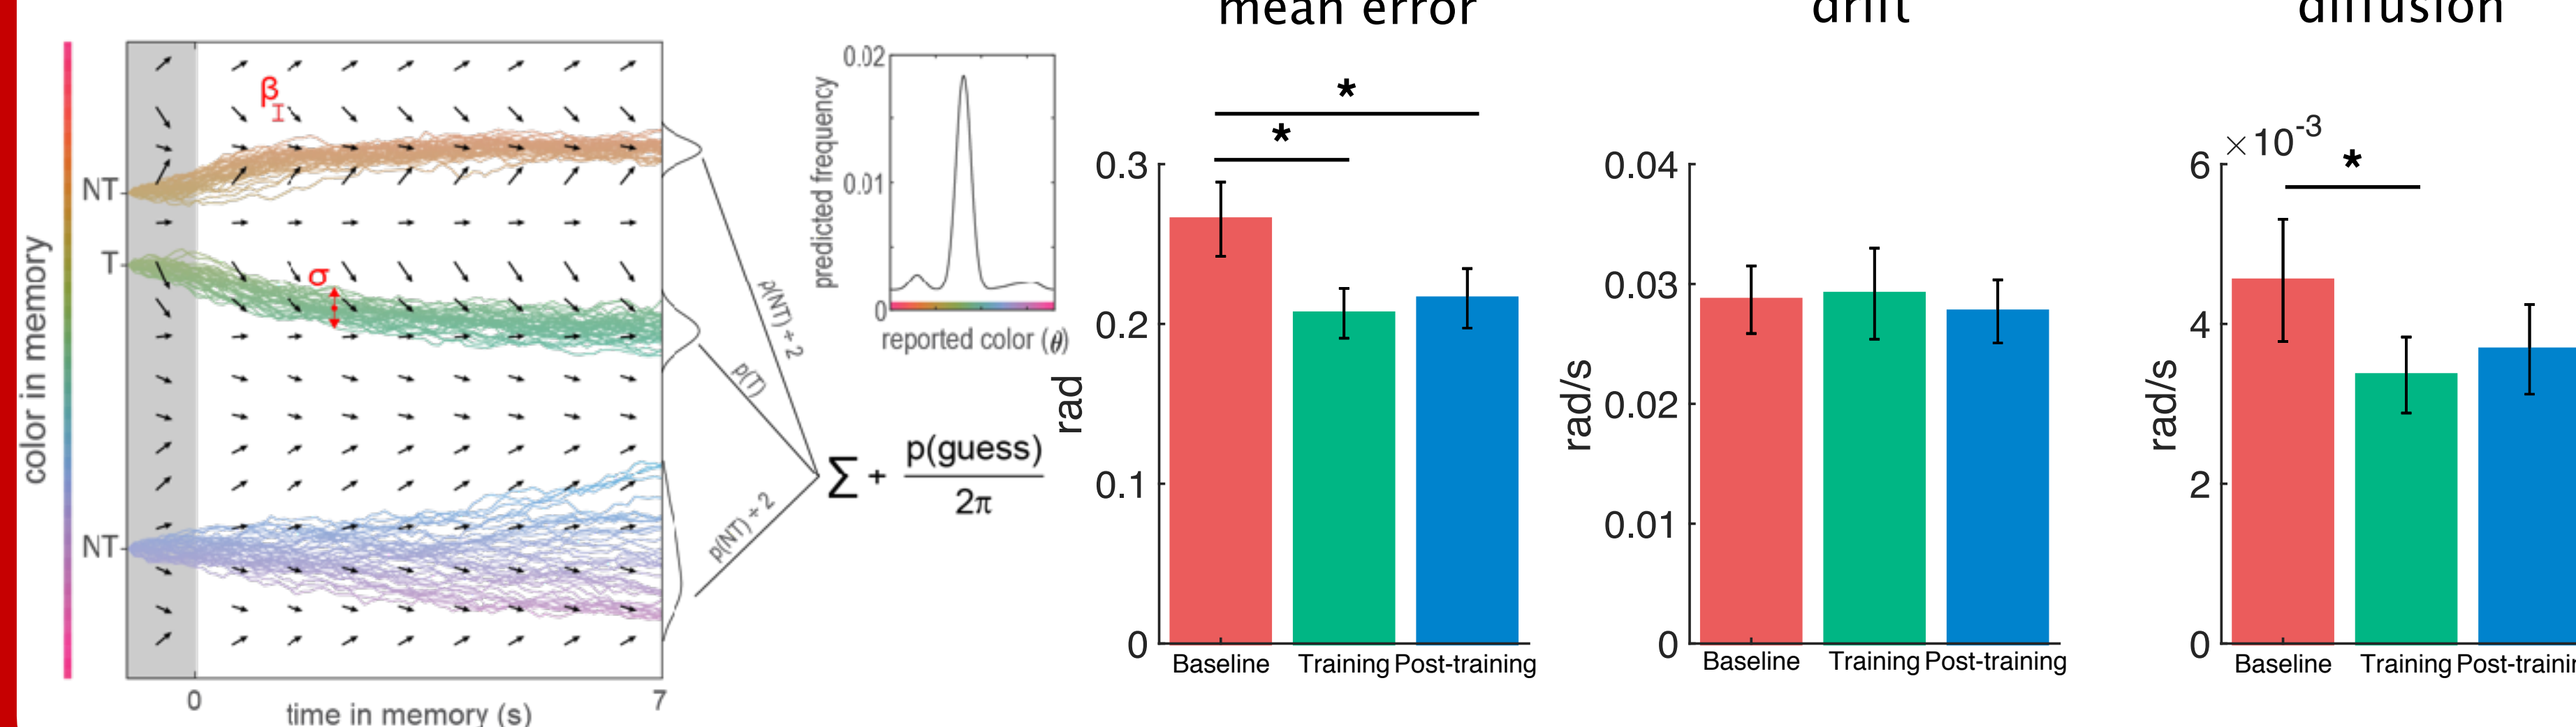 color in memory
NT
T
NT
β
I
σ
0
7
time in memory (s)
p(NT) ÷ 2
p(T)
p(NT) ÷ 2
0.02
0.01
0
predicted frequency
reported color (θ)
Σ + p(guess)
2π
mean error
*
*
0.3
0.2
0.1
0
rad
Baseline Training Post-training
drift
0.04
0.03
0.02
0.01
0
rad/s
Baseline Training Post-training
diffusion
×10-3
*
6
4
2
0
rad/s
Baseline Training Post-trainin